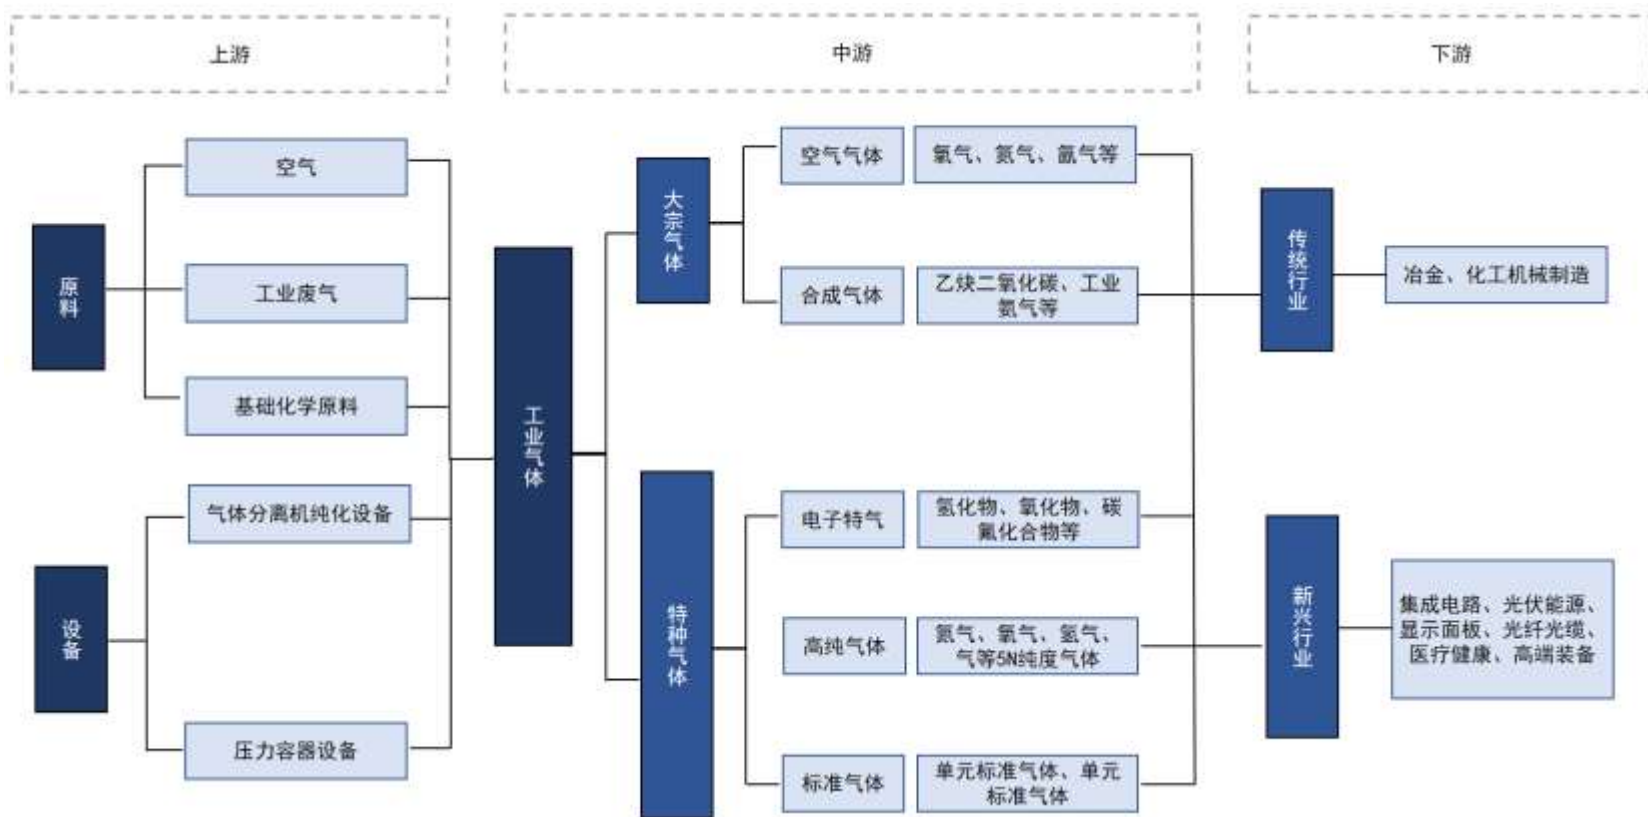 上游
中游
下游
原料
空气
工业废气
基础化学原料
设备
气体分离机纯化设备
压力容器设备
工业气体
大宗气体
空气气体
氧气、氮气、氩气等
合成气体
乙炔二氧化碳、工业
氨气等
特种气体
电子特气
氢化物、氧化物、碳
氟化合物等
高纯气体
氮气、氧气、氢气、
气等5N纯度气体
标准气体
单元标准气体、单元
标准气体
传统行业
冶金、化工机械制造
新兴行业
集成电路、光伏能源、
显示面板、光纤光缆、
医疗健康、高端装备